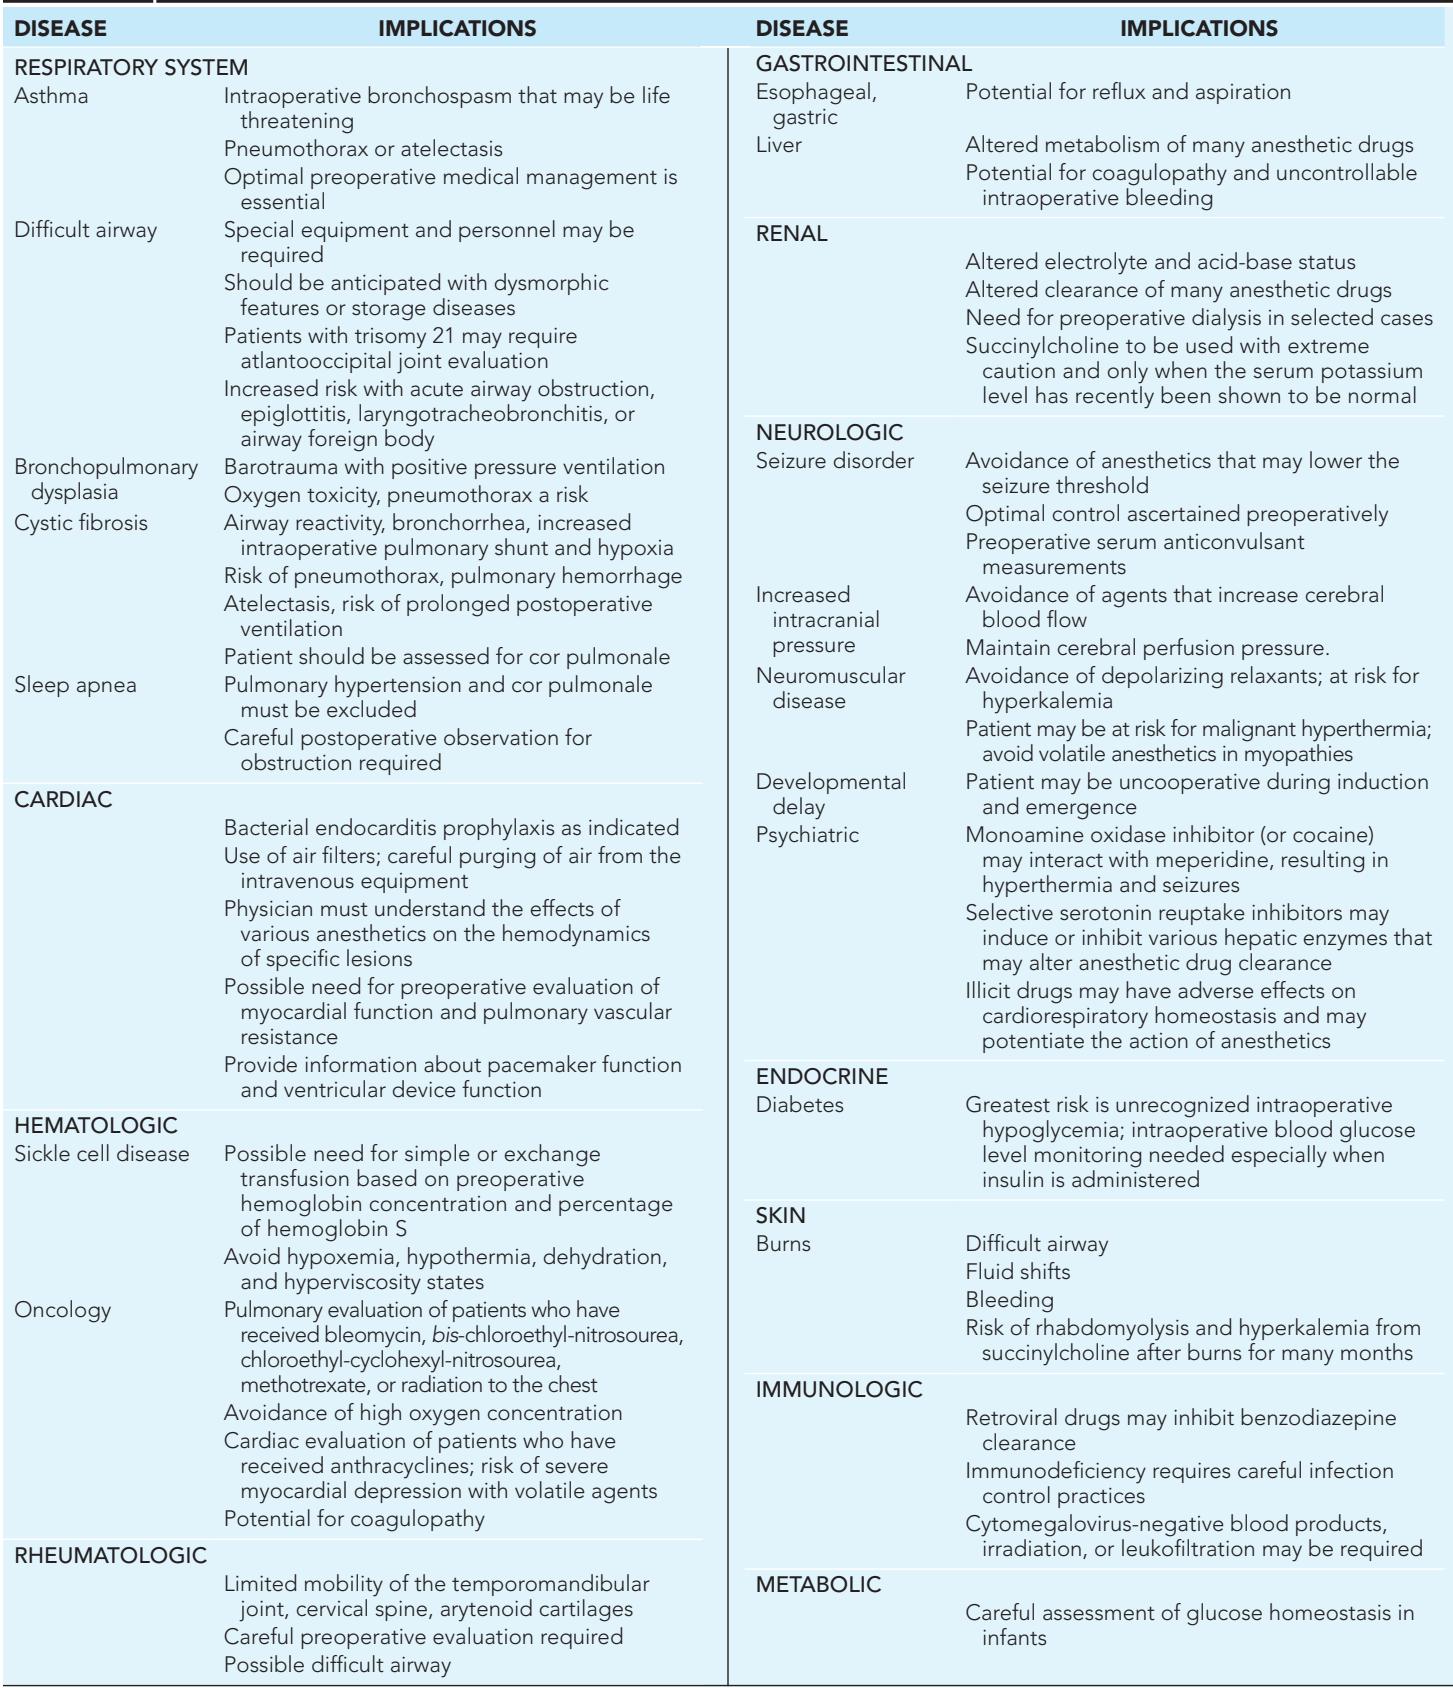 DISEASE IMPLICATIONS
RESPIRATORY SYSTEM
Asthma Intraoperative bronchospasm that may be life
threatening
Pneumothorax or atelectasis
Optimal preoperative medical management is
essential
Difficult airway Special equipment and personnel may be
required
Should be anticipated with dysmorphic
features or storage diseases
Patients with trisomy 21 may require
atlantooccipital joint evaluation
Increased risk with acute airway obstruction,
epiglottitis, laryngotracheobronchitis, or
airway foreign body
Bronchopulmonary Barotrauma with positive pressure ventilation
dysplasia Oxygen toxicity, pneumothorax a risk
Cystic fibrosis Airway reactivity, bronchorrhea, increased
intraoperative pulmonary shunt and hypoxia
Risk of pneumothorax, pulmonary hemorrhage
Atelectasis, risk of prolonged postoperative
ventilation
Patient should be assessed for cor pulmonale
Sleep apnea Pulmonary hypertension and cor pulmonale
must be excluded
Careful postoperative observation for
obstruction required
CARDIAC
Bacterial endocarditis prophylaxis as indicated
Use of air filters; careful purging of air from the
intravenous equipment
Physician must understand the effects of
various anesthetics on the hemodynamics
of specific lesions
Possible need for preoperative evaluation of
myocardial function and pulmonary vascular
resistance
Provide information about pacemaker function
and ventricular device function
HEMATOLOGIC
Sickle cell disease Possible need for simple or exchange
transfusion based on preoperative
hemoglobin concentration and percentage
of hemoglobin S
Avoid hypoxemia, hypothermia, dehydration,
and hyperviscosity states
Oncology Pulmonary evaluation of patients who have
received bleomycin, bis-chloroethyl-nitrosourea,
chloroethyl-cyclohexyl-nitrosourea,
methotrexate, or radiation to the chest
Avoidance of high oxygen concentration
Cardiac evaluation of patients who have
received anthracyclines; risk of severe
myocardial depression with volatile agents
Potential for coagulopathy
RHEUMATOLOGIC
Limited mobility of the temporomandibular
joint, cervical spine, arytenoid cartilages
Careful preoperative evaluation required
Possible difficult airway
DISEASE IMPLICATIONS
GASTROINTESTINAL
Esophageal, Potential for reflux and aspiration
gastric
Liver Altered metabolism of many anesthetic drugs
Potential for coagulopathy and uncontrollable
intraoperative bleeding
RENAL
Altered electrolyte and acid-base status
Altered clearance of many anesthetic drugs
Need for preoperative dialysis in selected cases
Succinylcholine to be used with extreme
caution and only when the serum potassium
level has recently been shown to be normal
NEUROLOGIC
Seizure disorder Avoidance of anesthetics that may lower the
seizure threshold
Optimal control ascertained preoperatively
Preoperative serum anticonvulsant
measurements
Increased Avoidance of agents that increase cerebral
intracranial blood flow
pressure Maintain cerebral perfusion pressure.
Neuromuscular Avoidance of depolarizing relaxants; at risk for
disease hyperkalemia
Patient may be at risk for malignant hyperthermia;
avoid volatile anesthetics in myopathies
Developmental Patient may be uncooperative during induction
delay and emergence
Psychiatric Monoamine oxidase inhibitor (or cocaine)
may interact with meperidine, resulting in
hyperthermia and seizures
Selective serotonin reuptake inhibitors may
induce or inhibit various hepatic enzymes that
may alter anesthetic drug clearance
Illicit drugs may have adverse effects on
cardiorespiratory homeostasis and may
potentiate the action of anesthetics
ENDOCRINE
Diabetes Greatest risk is unrecognized intraoperative
hypoglycemia; intraoperative blood glucose
level monitoring needed especially when
insulin is administered
SKIN
Burns Difficult airway
Fluid shifts
Bleeding
Risk of rhabdomyolysis and hyperkalemia from
succinylcholine after burns for many months
IMMUNOLOGIC
Retroviral drugs may inhibit benzodiazepine
clearance
Immunodeficiency requires careful infection
control practices
Cytomegalovirus-negative blood products,
irradiation, or leukofiltration may be required
METABOLIC
Careful assessment of glucose homeostasis in
infants